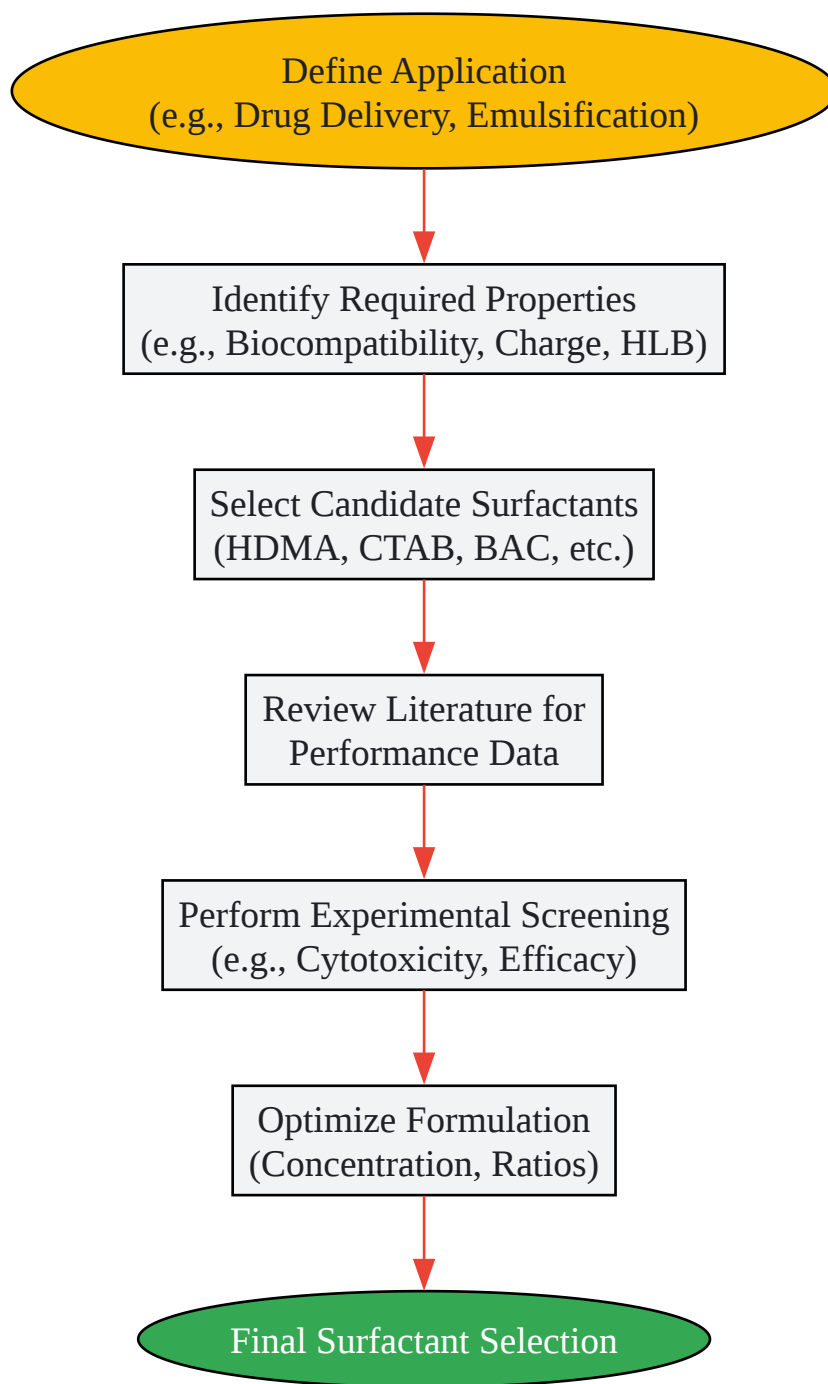 Define Application
(e.g., Drug Delivery, Emulsification)
Identify Required Properties
(e.g., Biocompatibility, Charge, HLB)
Select Candidate Surfactants
(HDMA, CTAB, BAC, etc.)
Review Literature for
Performance Data
Perform Experimental Screening
(e.g., Cytotoxicity, Efficacy)
Optimize Formulation
(Concentration, Ratios)
Final Surfactant Selection